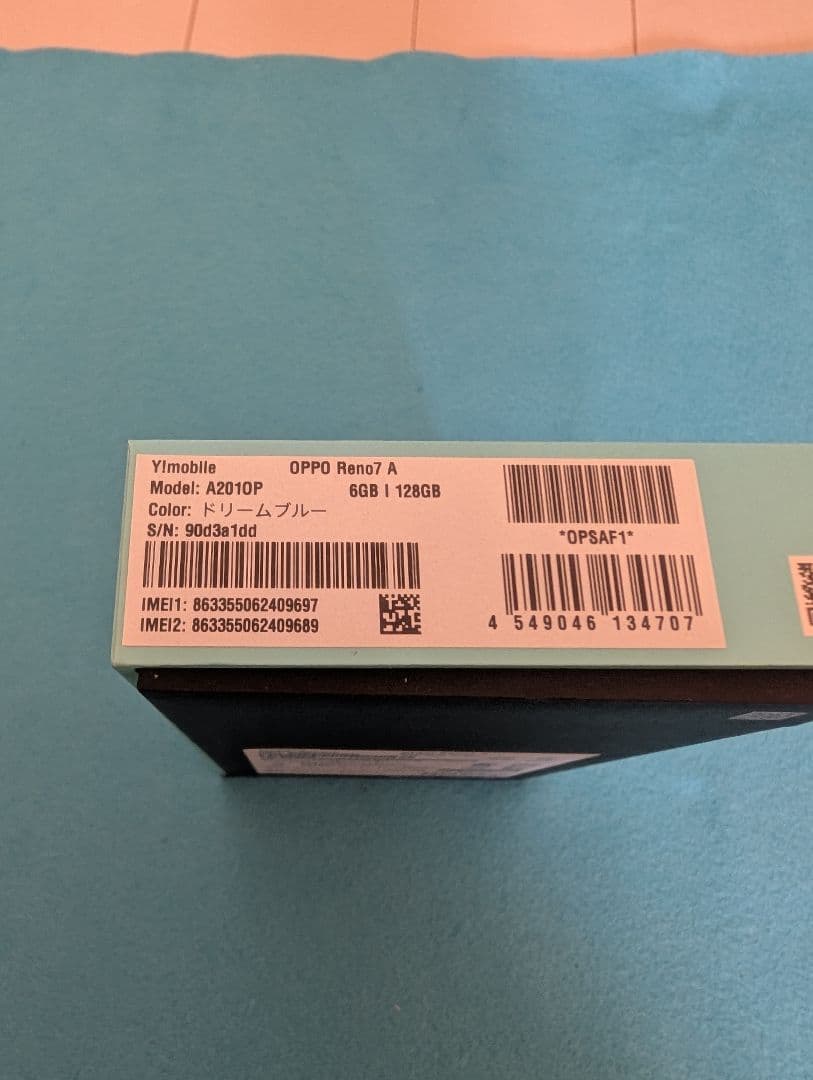 Y!mobile OPPO Reno7 A
Model: A201OP 6GB | 128GB
Color: ドリームブルー
S/N: 90d3a1dd
IMEI1: 863355062409697
IMEI2: 863355062409689
*OPSAF1*
4 549046 134707